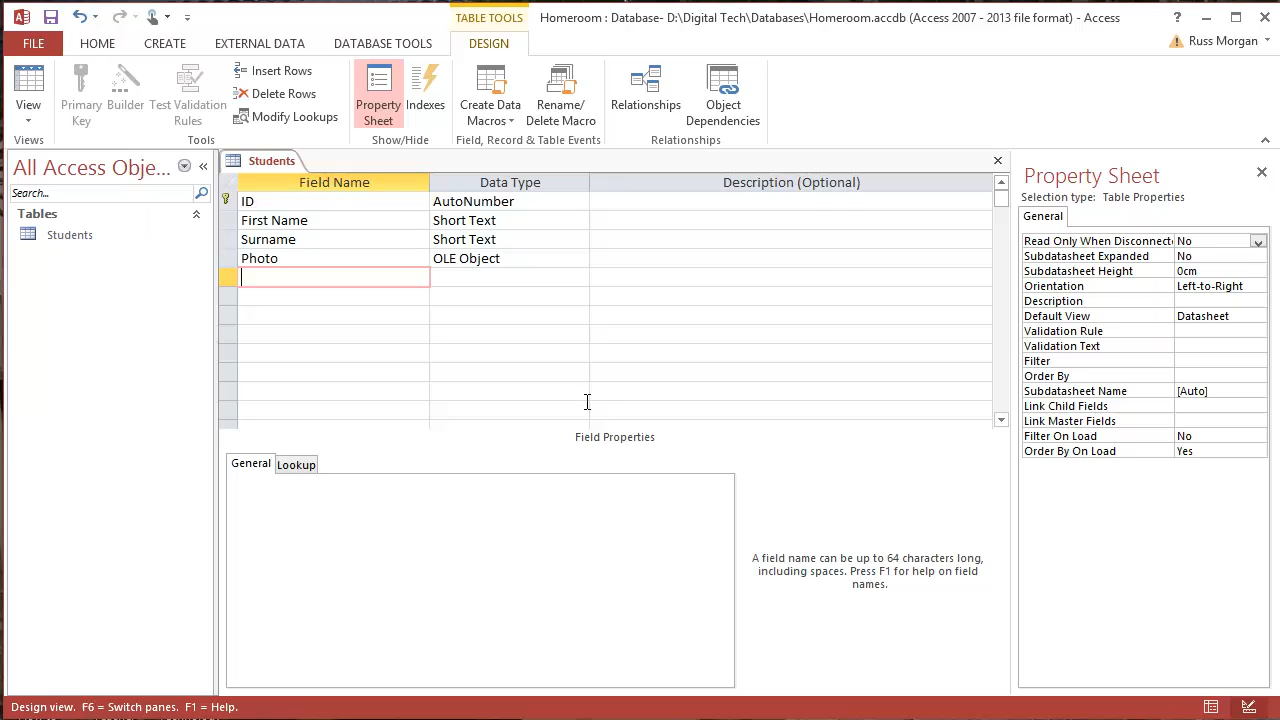 TABLE TOOLS
Homeroom : Database- D:\Digital Tech\Databases\Homeroom.accdb (Access 2007 - 2013 file format) - Access
FILE HOME CREATE EXTERNAL DATA DATABASE TOOLS DESIGN
Russ Morgan
View
Primary Key
Builder
Test Validation Rules
Insert Rows
Delete Rows
Modify Lookups
Property Sheet
Indexes
Create Data Macros
Rename/ Delete Macro
Relationships
Object Dependencies
Views
Tools
Show/Hide
Field, Record & Table Events
Relationships
All Access Obje...
Search...
Tables
Students
Students
Field Name Data Type Description (Optional)
ID AutoNumber
First Name Short Text
Surname Short Text
Photo OLE Object
Field Properties
General Lookup
A field name can be up to 64 characters long,
including spaces. Press F1 for help on field
names.
Property Sheet
Selection type: Table Properties
General
Read Only When Disconnect No
Subdatasheet Expanded No
Subdatasheet Height 0cm
Orientation Left-to-Right
Description
Default View Datasheet
Validation Rule
Validation Text
Filter
Order By
Subdatasheet Name [Auto]
Link Child Fields
Link Master Fields
Filter On Load No
Order By On Load Yes
Design view. F6 = Switch panes. F1 = Help.